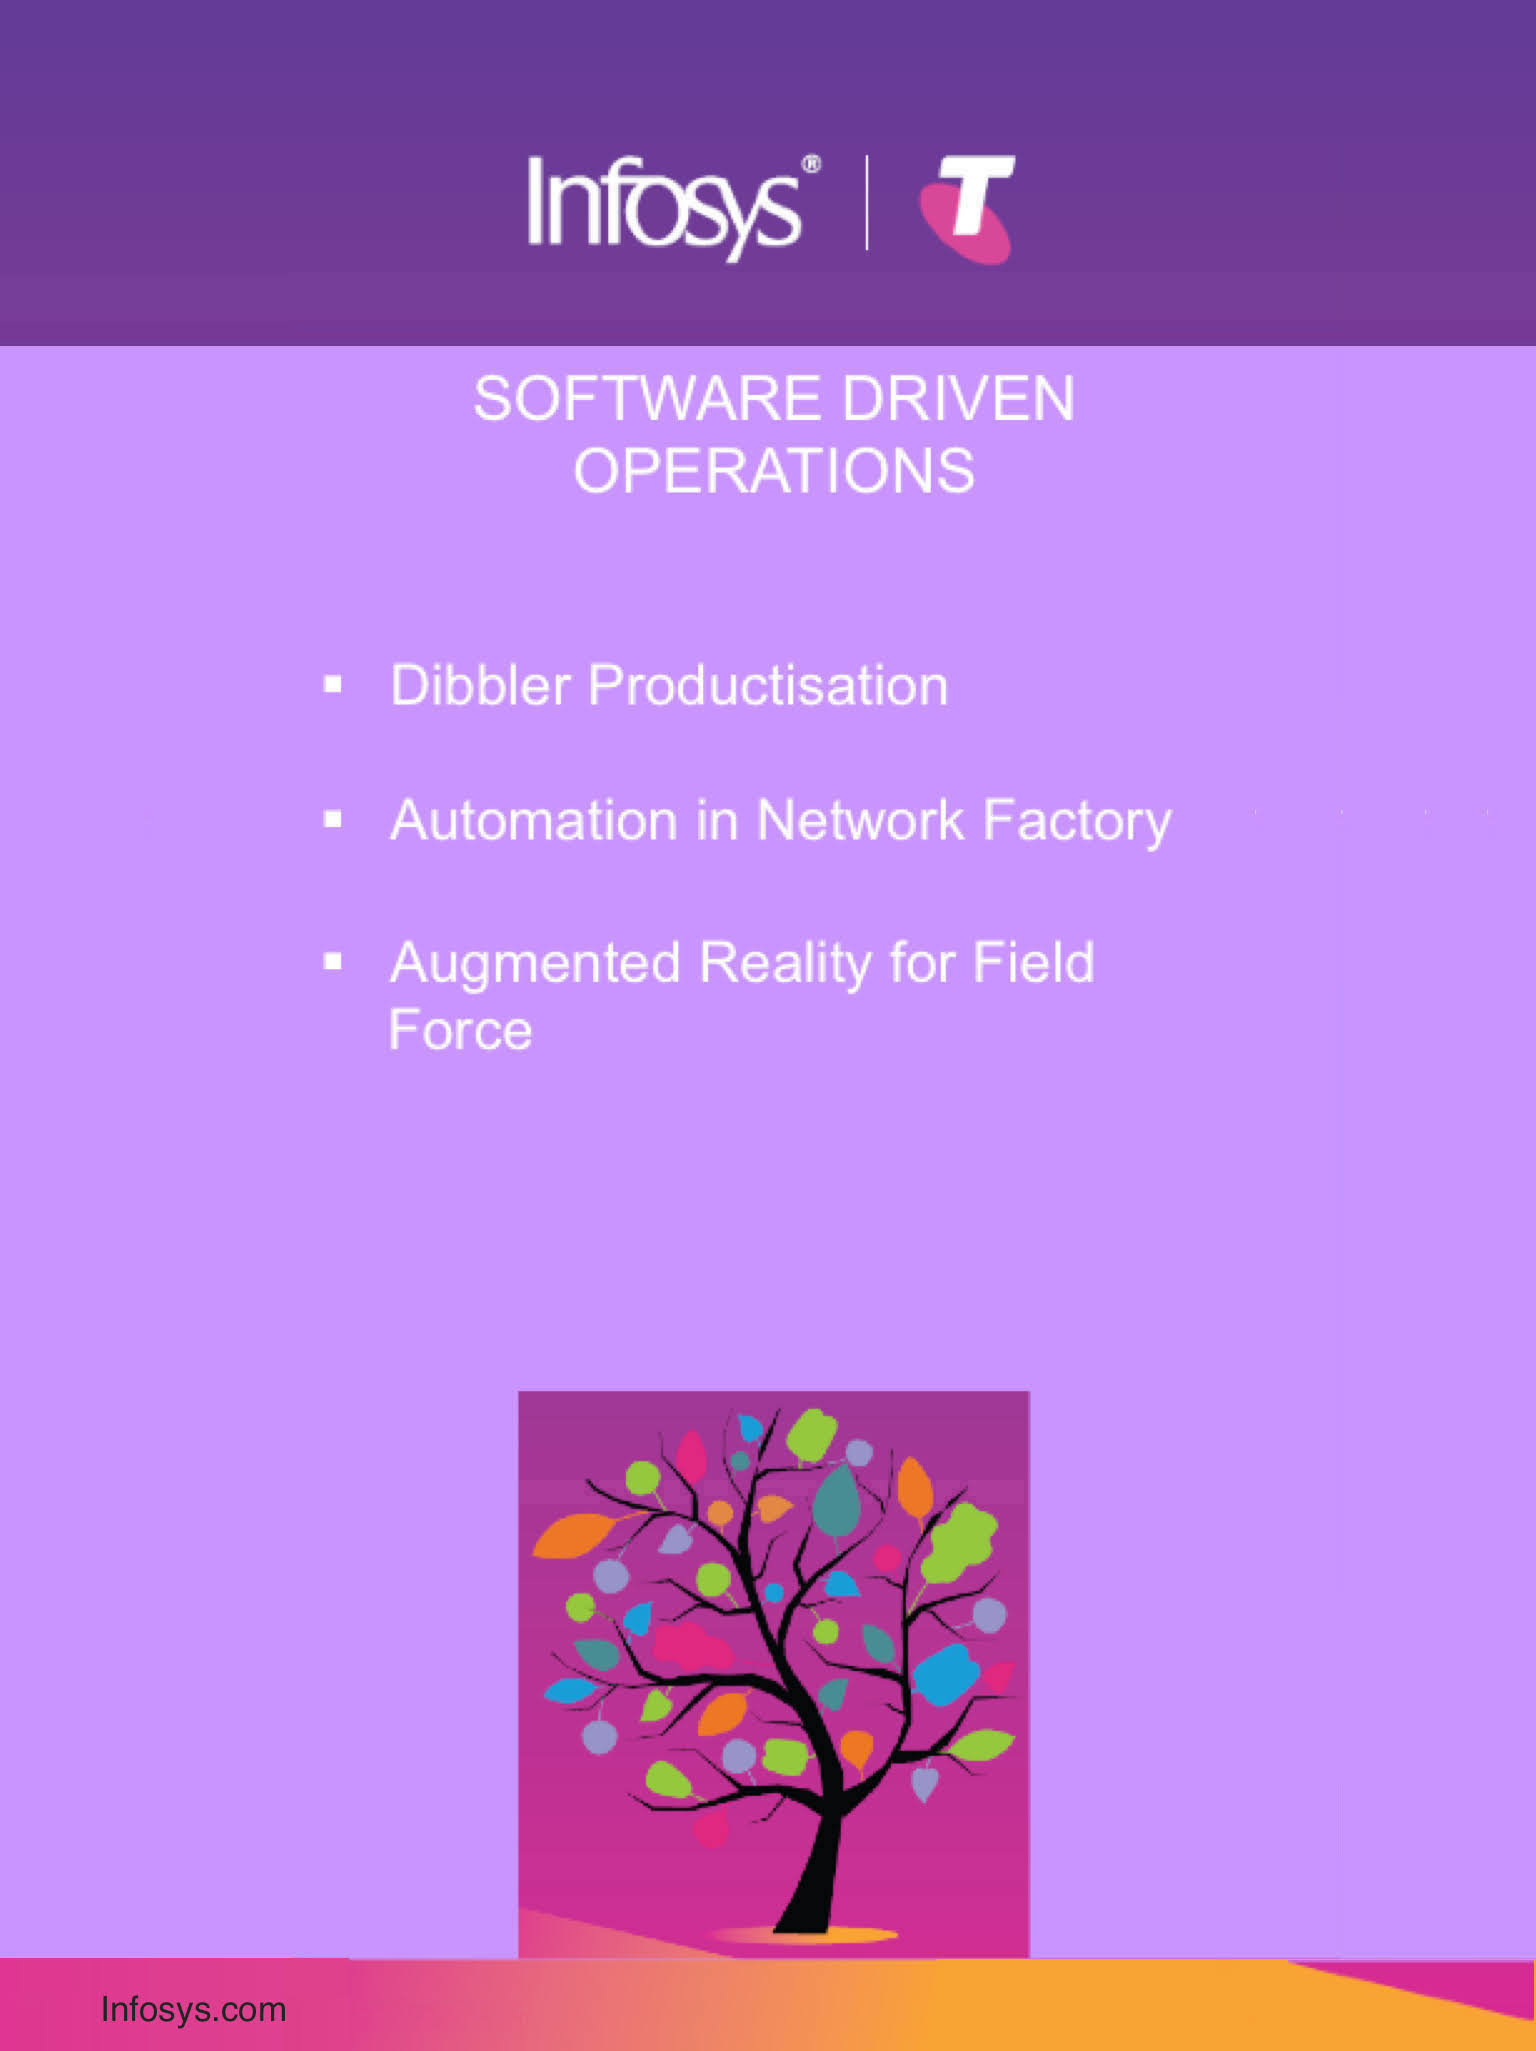 Infosys® | T
SOFTWARE DRIVEN
OPERATIONS
▪ Dibbler Productisation
▪ Automation in Network Factory
▪ Augmented Reality for Field
Force
Infosys.com